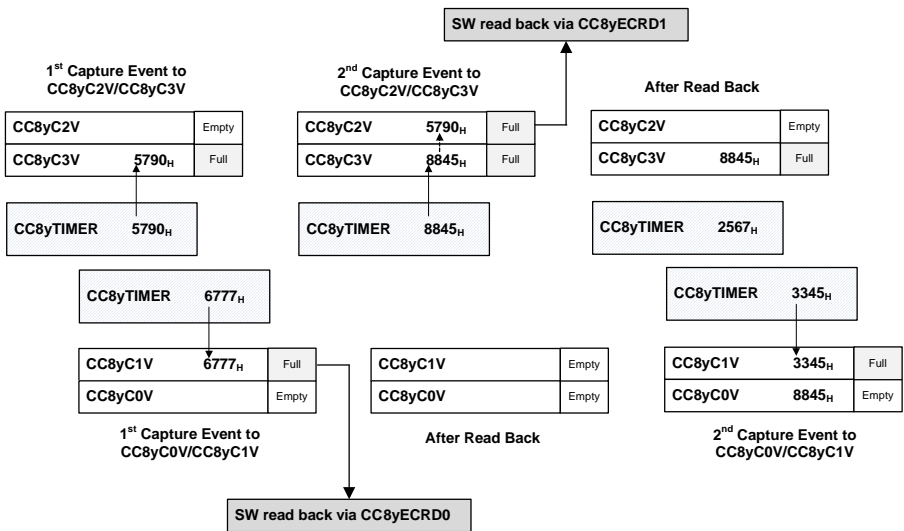 SW read back via CC8yECRD1
1st Capture Event to
CC8yC2V/CC8yC3V
2nd Capture Event to
CC8yC2V/CC8yC3V
After Read Back
CC8yC2V Empty
CC8yC3V 5790H Full
CC8yC2V 5790H Full
CC8yC3V 8845H Full
CC8yC2V Empty
CC8yC3V 8845H Full
CC8yTIMER 5790H
CC8yTIMER 8845H
CC8yTIMER 2567H
CC8yTIMER 6777H
CC8yTIMER 3345H
CC8yC1V 6777H Full
CC8yC0V Empty
CC8yC1V Empty
CC8yC0V Empty
CC8yC1V 3345H Full
CC8yC0V 8845H Empty
1st Capture Event to
CC8yC0V/CC8yC1V
After Read Back
2nd Capture Event to
CC8yC0V/CC8yC1V
SW read back via CC8yECRD0